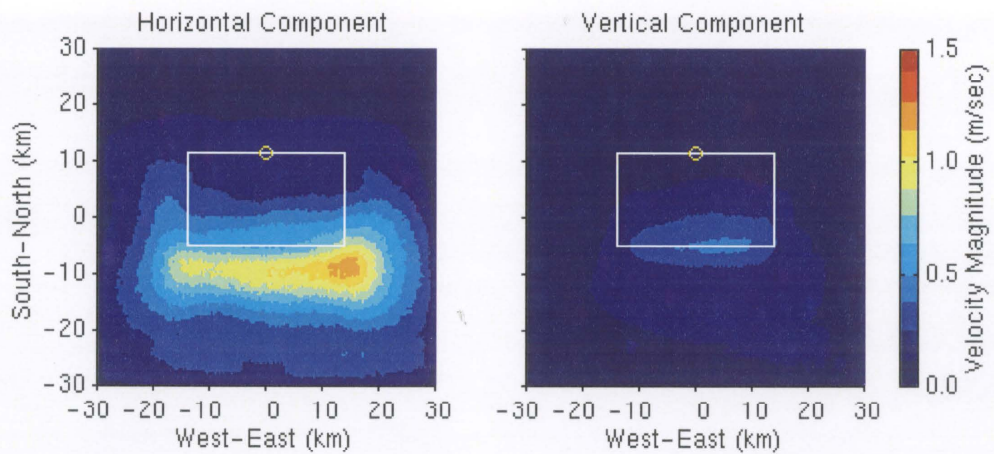 Horizontal Component
Vertical Component
30
20
10
0
-10
-20
-30
South-North (km)
-30 -20 -10 0 10 20 30
West-East (km)
-30 -20 -10 0 10 20 30
West-East (km)
1.5
1.0
0.5
0.0
Velocity Magnitude (m/sec)